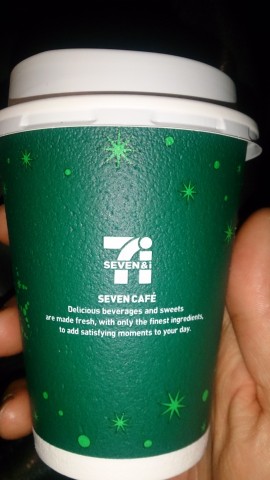 7i
SEVEN & i
SEVEN CAFÉ
Delicious beverages and sweets
are made fresh, with only the finest ingredients,
to add satisfying moments to your day.